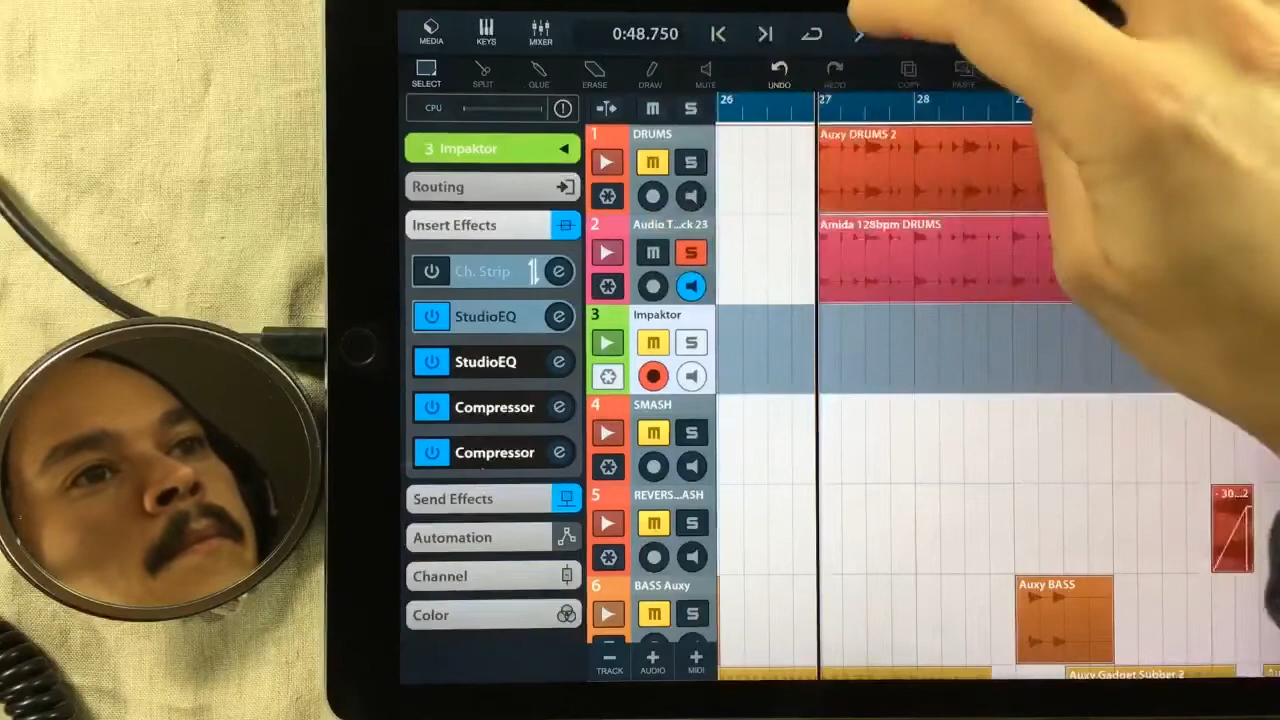 MEDIA
KEYS
MIXER
0:48.750
SELECT
SPLIT
GLUE
ERASE
DRAW
MUTE
UNDO
REDO
COPY
PASTE
CPU
M
S
26
27
28
3 Impaktor
Routing
Insert Effects
Ch. Strip
StudioEQ
StudioEQ
Compressor
Compressor
Send Effects
Automation
Channel
Color
1
DRUMS
M
S
Auxy DRUMS 2
2
Audio T...ck 23
M
S
Amida 128bpm DRUMS
3
Impaktor
M
S
4
SMASH
M
S
5
REVERS...ASH
M
S
- 30...2
6
BASS Auxy
M
S
Auxy BASS
TRACK
AUDIO
MIDI
Auxy Gadget Subber 2